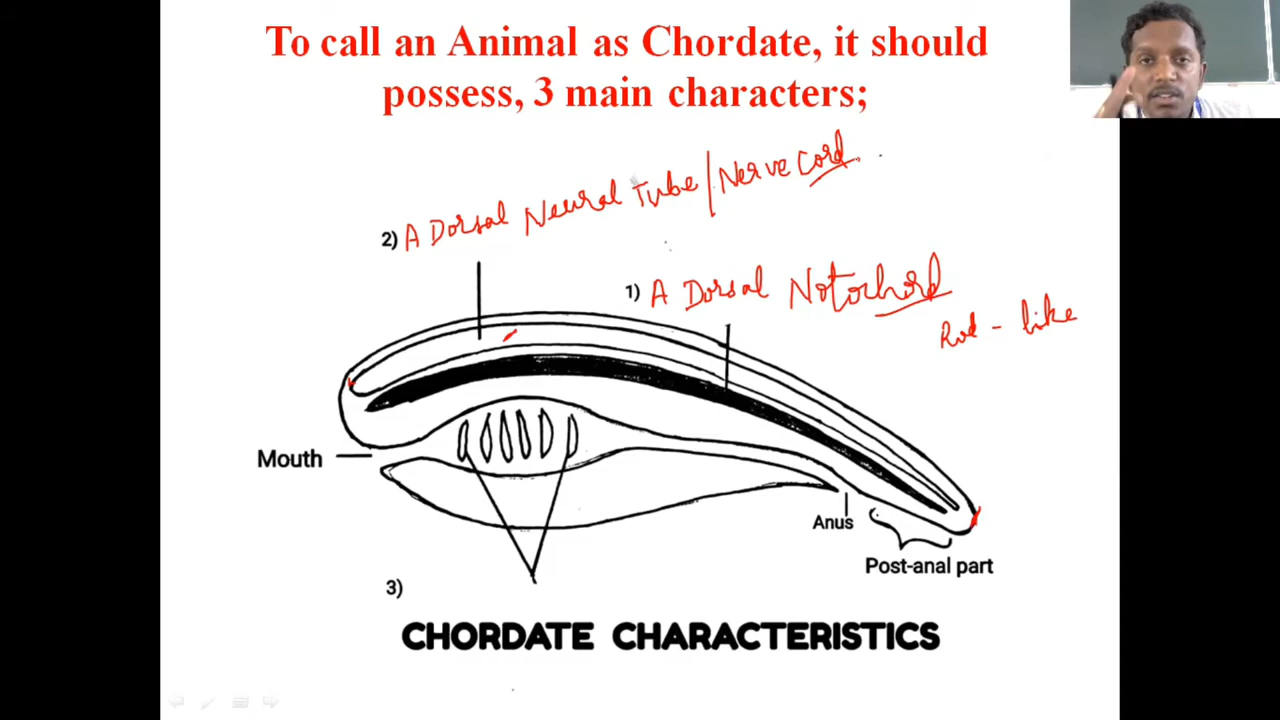 To call an Animal as Chordate, it should
possess, 3 main characters;
2) A Dorsal Neural Tube/Nerve Cord
1) A Dorsal Notochord
Rod - like
Mouth
Anus
Post-anal part
3)
CHORDATE CHARACTERISTICS